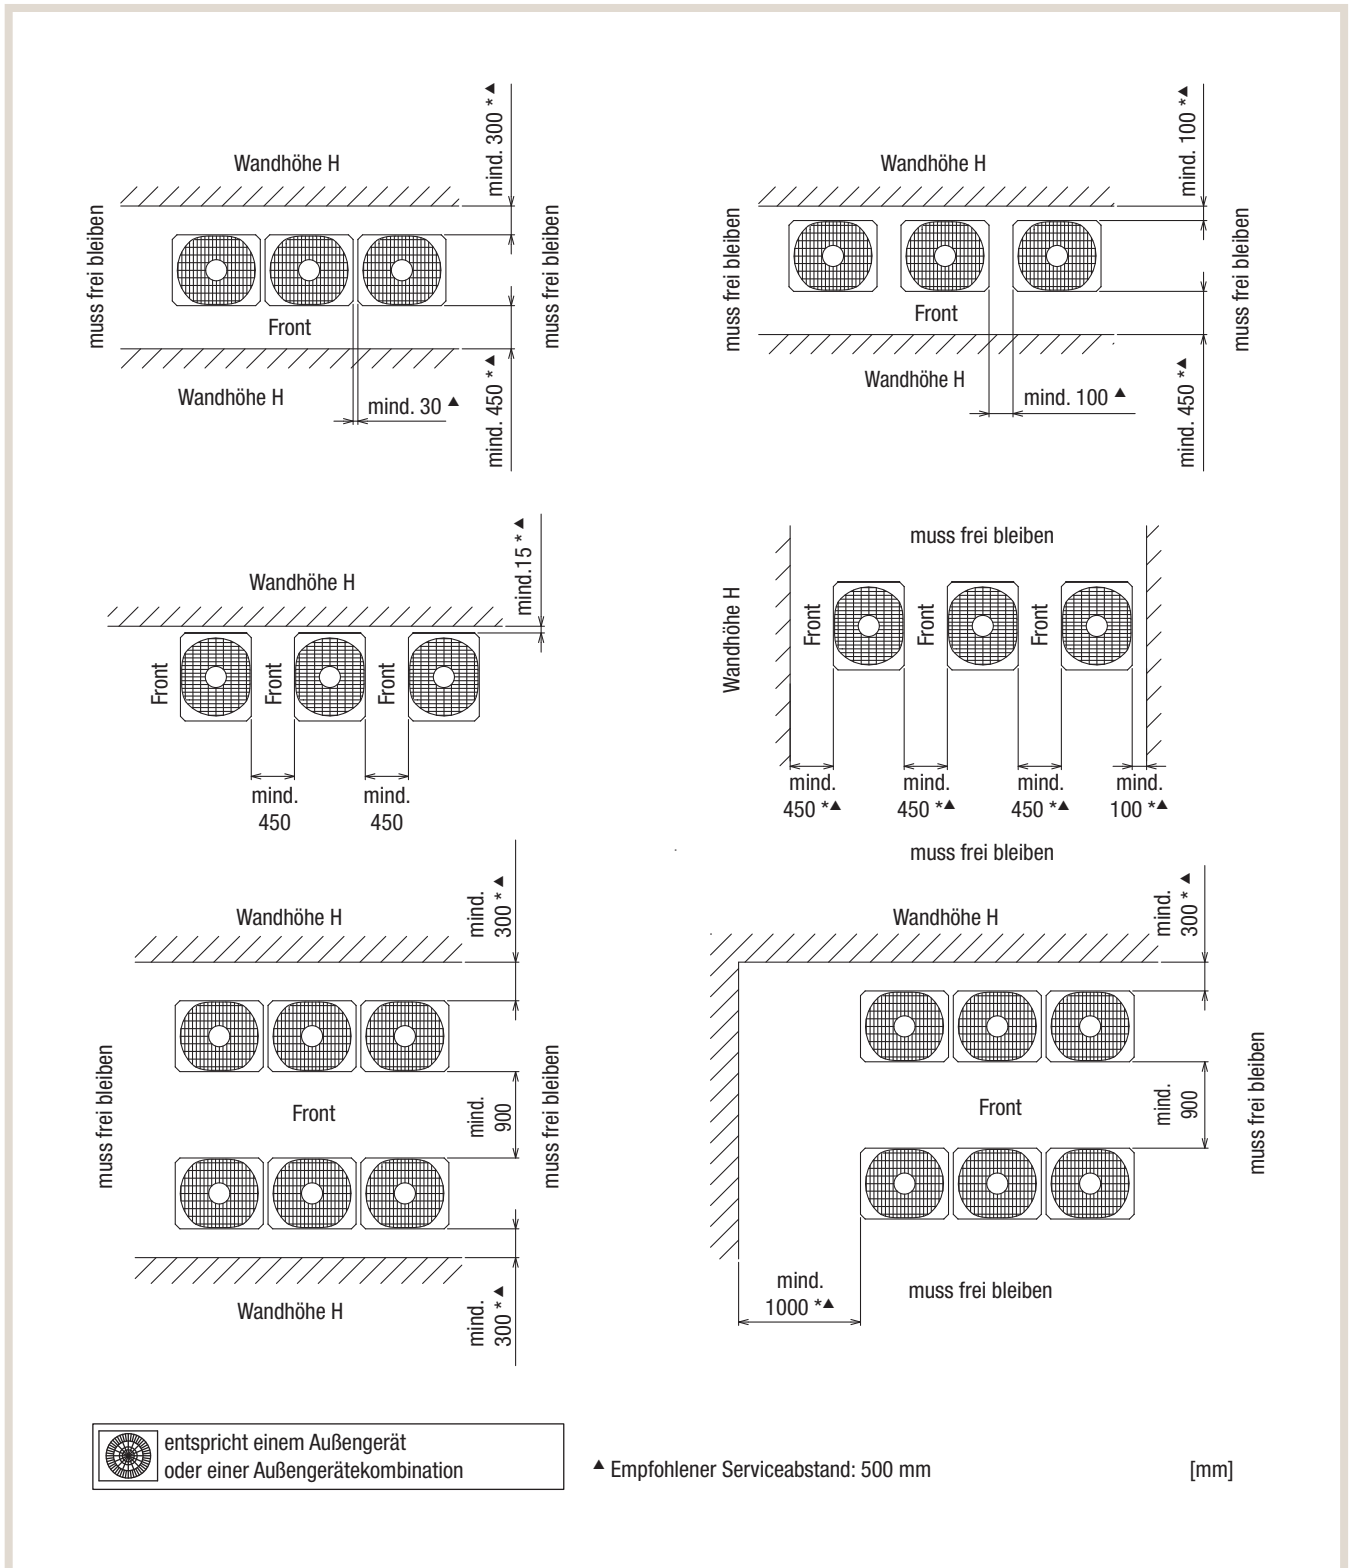 mind. 300 *▲
Wandhöhe H
muss frei bleiben
muss frei bleiben
Front
Wandhöhe H
mind. 30 ▲
mind. 450 *▲
mind. 100 *▲
Wandhöhe H
muss frei bleiben
muss frei bleiben
Front
Wandhöhe H
mind. 100 ▲
mind. 450 *▲
mind.15 *▲
Wandhöhe H
Front
Front
Front
mind.
450
mind.
450
muss frei bleiben
Wandhöhe H
Front
Front
Front
mind.
450 *▲
mind.
450 *▲
mind.
450 *▲
mind.
100 *▲
muss frei bleiben
mind.
300 *▲
Wandhöhe H
muss frei bleiben
muss frei bleiben
Front
mind.
900
Wandhöhe H
mind.
300 *▲
mind.
300 *▲
Wandhöhe H
Front
mind.
900
muss frei bleiben
mind.
1000 *▲
muss frei bleiben
entspricht einem Außengerät
oder einer Außengerätekombination
▲ Empfohlener Serviceabstand: 500 mm
[mm]